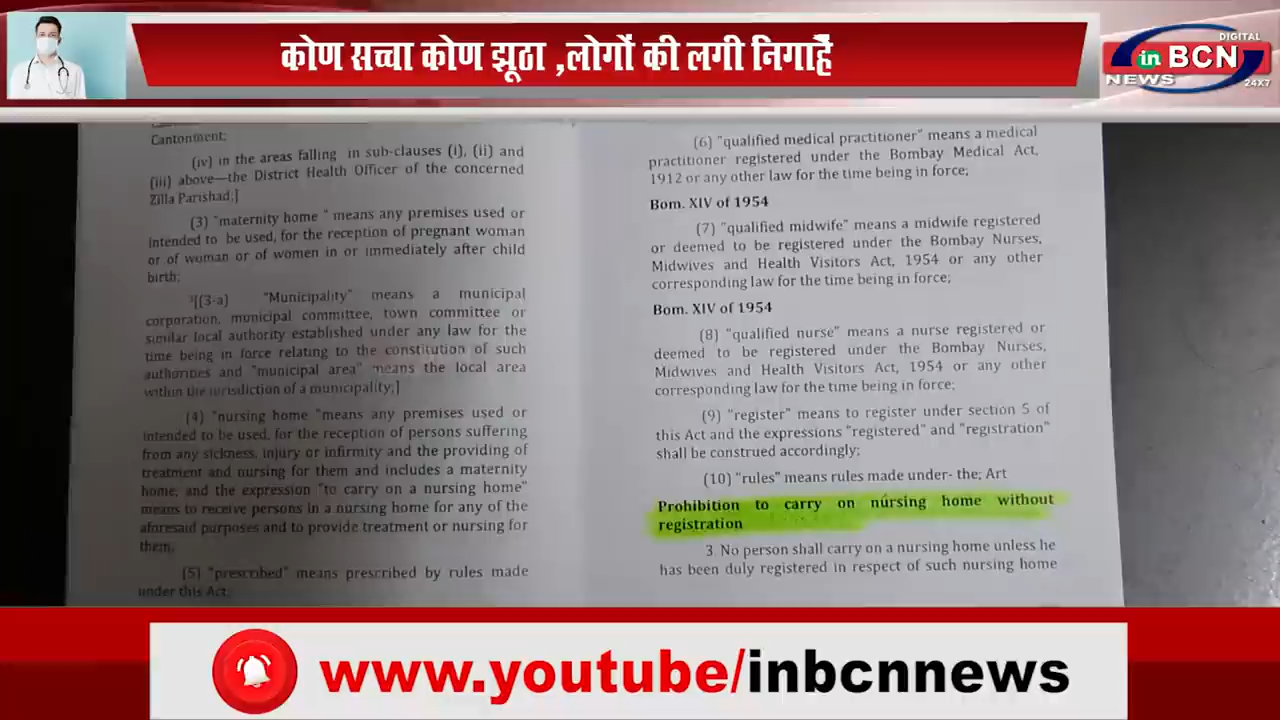 कोण सच्चा कोण झूठा ,लोगों की लगी निगाहें
DIGITAL
in BCN
NEWS 24X7
Cantonment;
(iv) in the areas falling in sub-clauses (i), (ii) and
(iii) above—the District Health Officer of the concerned
Zilla Parishad;]
(3) "maternity home " means any premises used or
intended to be used, for the reception of pregnant woman
or of woman or of women in or immediately after child
birth;
3[(3-a) "Municipality" means a municipal
corporation, municipal committee, town committee or
similar local authority established under any law for the
time being in force relating to the constitution of such
authorities and "municipal area" means the local area
within the jurisdiction of a municipality;]
(4) "nursing home "means any premises used or
intended to be used, for the reception of persons suffering
from any sickness, injury or infirmity and the providing of
treatment and nursing for them and includes a maternity
home, and the expression "to carry on a nursing home"
means to receive persons in a nursing home for any of the
aforesaid purposes and to provide treatment or nursing for
them;
(5) "prescribed" means prescribed by rules made
under this Act;
(6) "qualified medical practitioner" means a medical
practitioner registered under the Bombay Medical Act,
1912 or any other law for the time being in force;
Bom. XIV of 1954
(7) "qualified midwife" means a midwife registered
or deemed to be registered under the Bombay Nurses,
Midwives and Health Visitors Act, 1954 or any other
corresponding law for the time being in force;
Bom. XIV of 1954
(8) "qualified nurse" means a nurse registered or
deemed to be registered under the Bombay Nurses,
Midwives and Health Visitors Act, 1954 or any other
corresponding law for the time being in force;
(9) "register" means to register under section 5 of
this Act and the expressions "registered" and "registration"
shall be construed accordingly;
(10) "rules" means rules made under- the; Art
Prohibition to carry on nursing home without
registration
3. No person shall carry on a nursing home unless he
has been duly registered in respect of such nursing home
www.youtube/inbcnnews